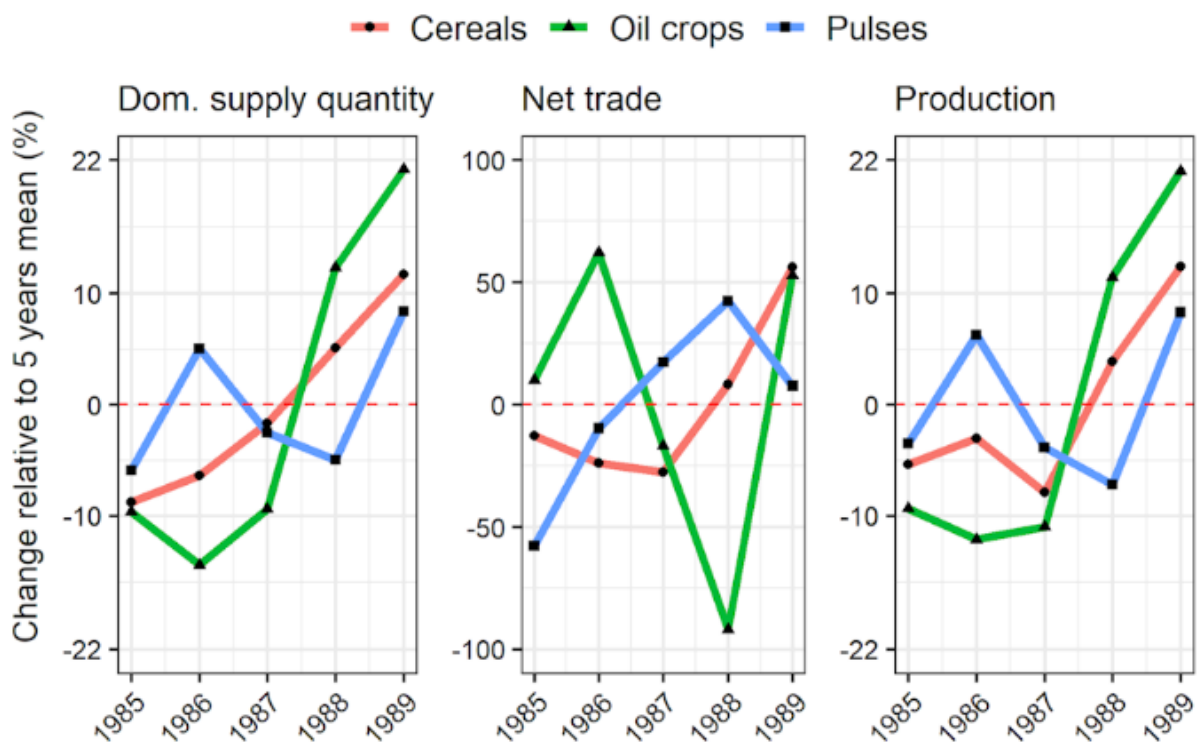 Cereals Oil crops Pulses
Dom. supply quantity Net trade Production
Change relative to 5 years mean (%)
22 100 22
10 50 10
0 0 0
-10 -50 -10
-22 -100 -22
1985 1986 1987 1988 1989 1985 1986 1987 1988 1989 1985 1986 1987 1988 1989